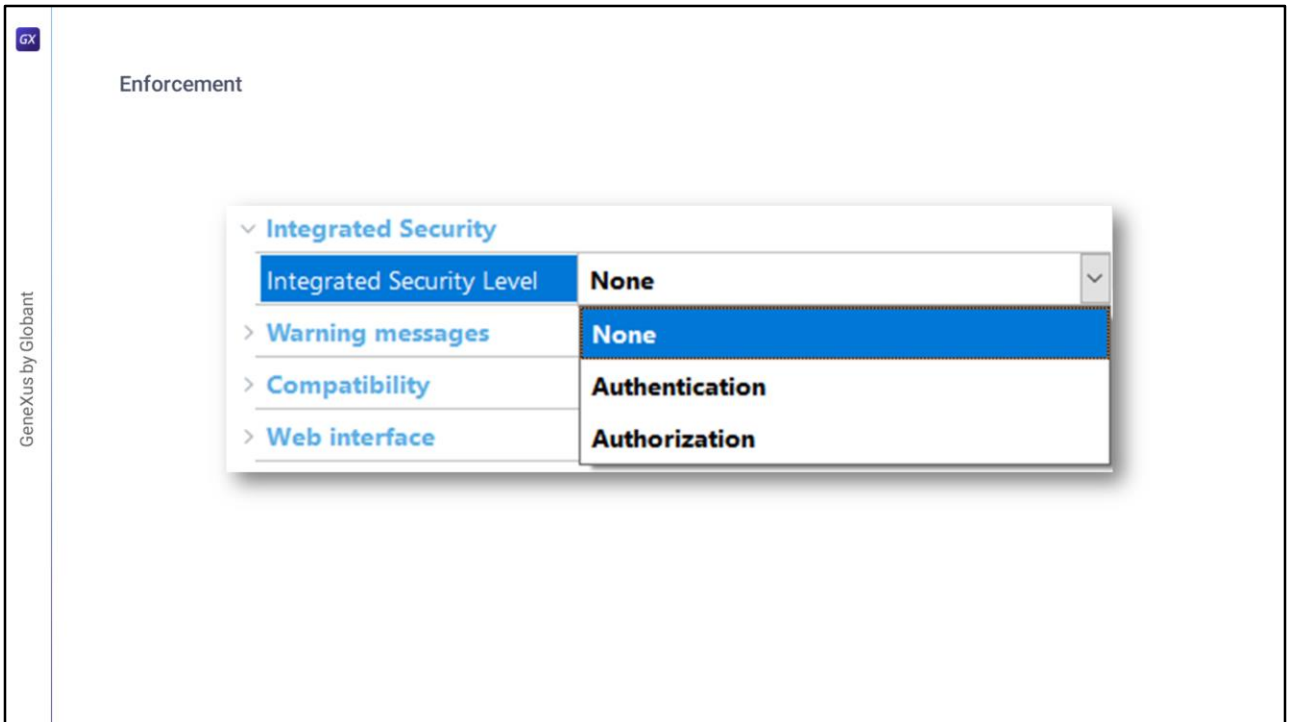 GX
Enforcement
GeneXus by Globant
Integrated Security
Integrated Security Level None
Warning messages None
Compatibility Authentication
Web interface Authorization